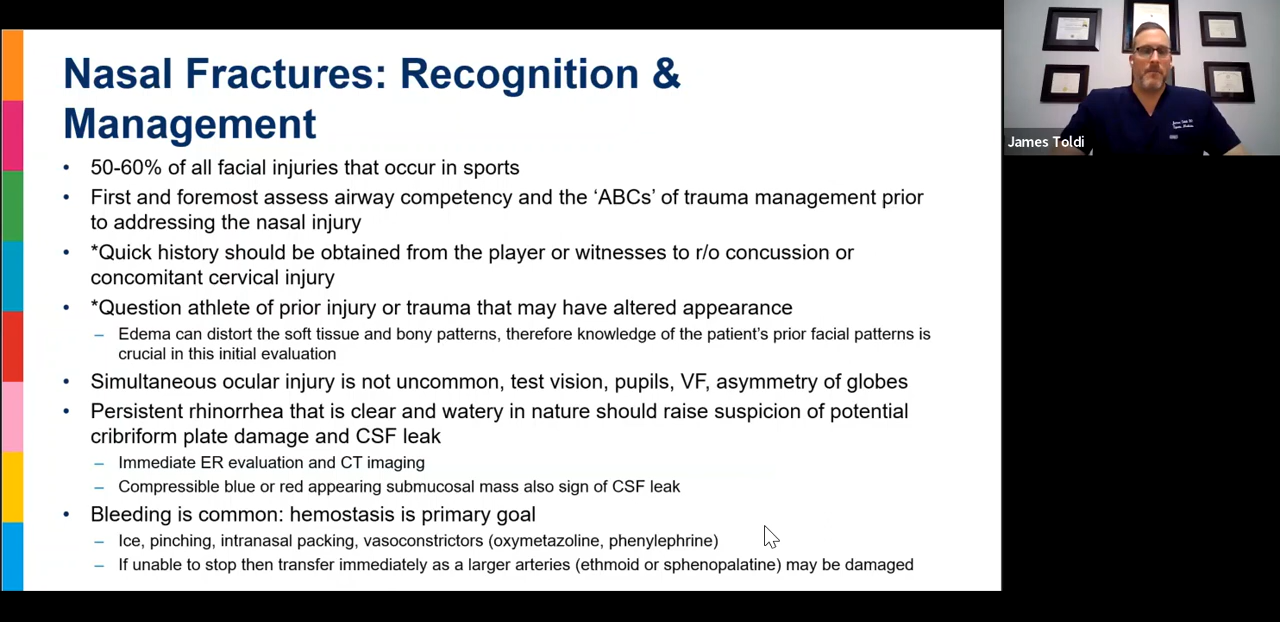 Nasal Fractures: Recognition &
Management
• 50-60% of all facial injuries that occur in sports
• First and foremost assess airway competency and the ‘ABCs’ of trauma management prior
to addressing the nasal injury
• *Quick history should be obtained from the player or witnesses to r/o concussion or
concomitant cervical injury
• *Question athlete of prior injury or trauma that may have altered appearance
– Edema can distort the soft tissue and bony patterns, therefore knowledge of the patient’s prior facial patterns is
crucial in this initial evaluation
• Simultaneous ocular injury is not uncommon, test vision, pupils, VF, asymmetry of globes
• Persistent rhinorrhea that is clear and watery in nature should raise suspicion of potential
cribriform plate damage and CSF leak
– Immediate ER evaluation and CT imaging
– Compressible blue or red appearing submucosal mass also sign of CSF leak
• Bleeding is common: hemostasis is primary goal
– Ice, pinching, intranasal packing, vasoconstrictors (oxymetazoline, phenylephrine)
– If unable to stop then transfer immediately as a larger arteries (ethmoid or sphenopalatine) may be damaged
James Toldi